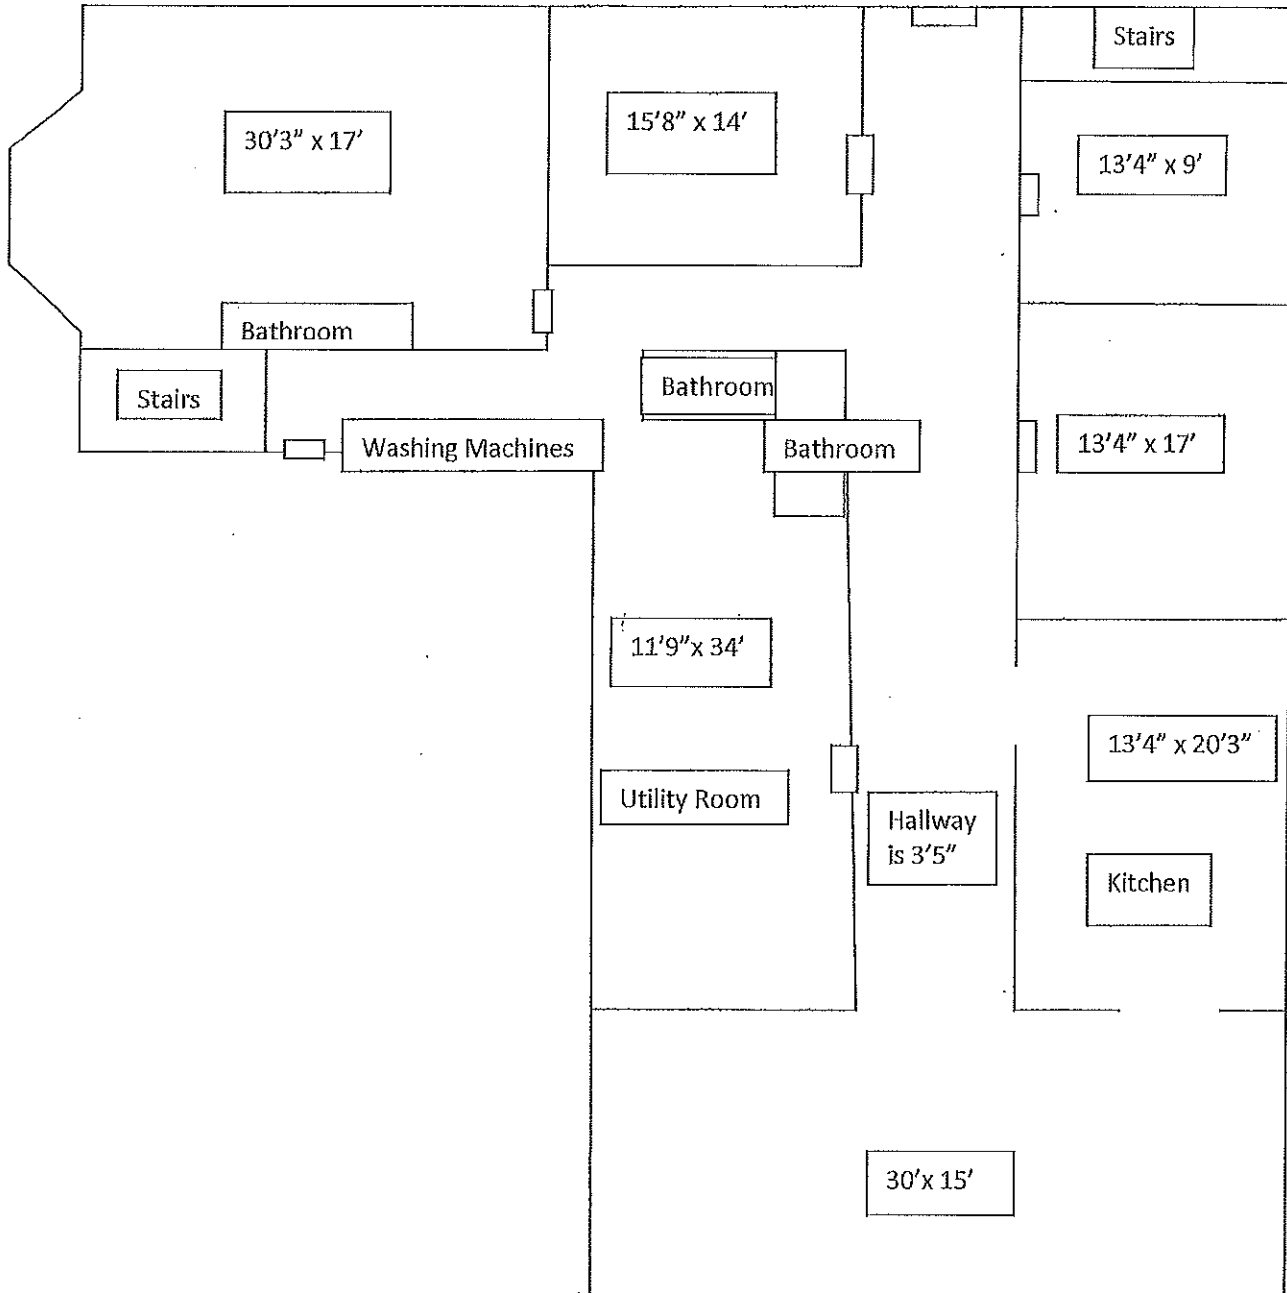 Stairs
30'3" x 17'
15'8" x 14'
13'4" x 9'
Bathroom
Stairs
Bathroom
Washing Machines
Bathroom
13'4" x 17'
11'9"x 34'
13'4" x 20'3"
Utility Room
Hallway
is 3'5"
Kitchen
30'x 15'